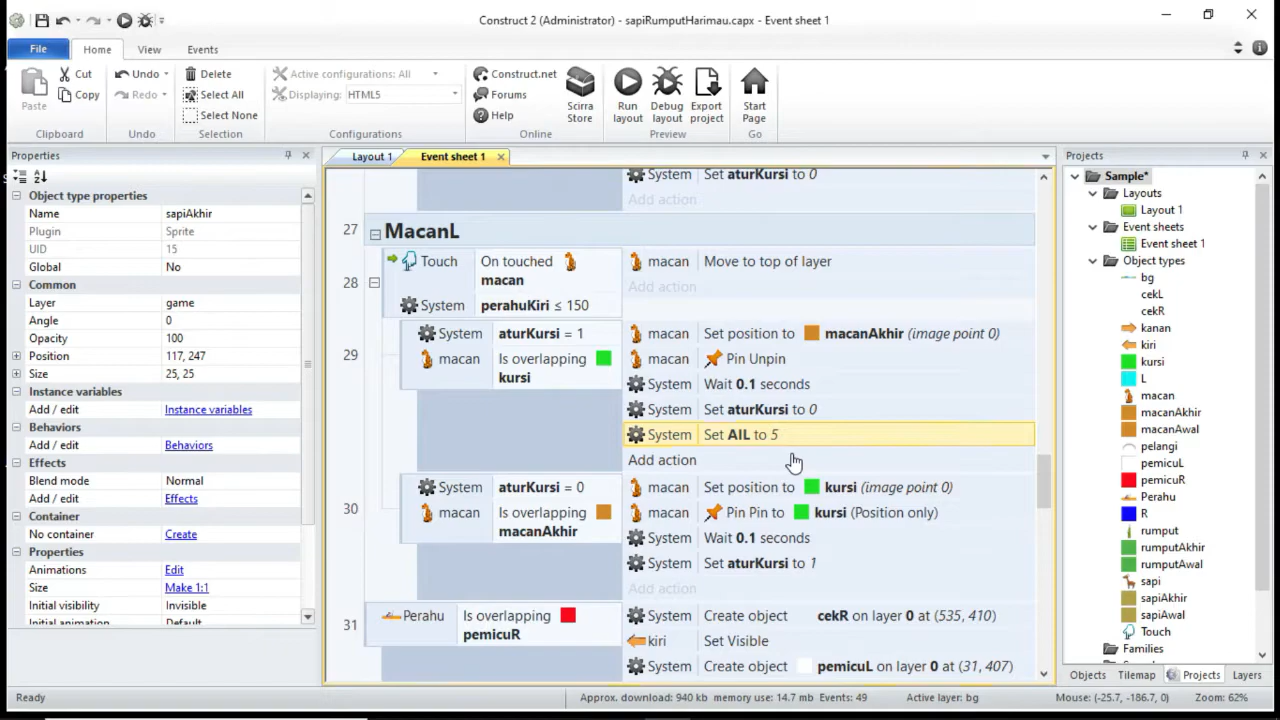 Construct 2 (Administrator) - sapiRumputHarimau.capx - Event sheet 1
File Home View Events
Paste Cut Copy Undo Redo Delete Select All Select None
Active configurations: All
Displaying: HTML5
Construct.net
Forums
Help
Scirra Store
Run layout
Debug layout
Export project
Start Page
Clipboard Undo Selection Configurations Online Preview Go
Properties
Object type properties
Name sapiAkhir
Plugin Sprite
UID 15
Global No
Common
Layer game
Angle 0
Opacity 100
Position 117, 247
Size 25, 25
Instance variables
Add / edit Instance variables
Behaviors
Add / edit Behaviors
Effects
Blend mode Normal
Add / edit Effects
Container
No container Create
Properties
Animations Edit
Size Make 1:1
Initial visibility Invisible
Initial frame Default
Layout 1 Event sheet 1
System Set aturKursi to 0
Add action
27 MacanL
28 Touch On touched macan
System perahuKiri ≤ 150
macan Move to top of layer
Add action
29 System aturKursi = 1
macan Is overlapping kursi
macan Set position to macanAkhir (image point 0)
macan Pin Unpin
System Wait 0.1 seconds
System Set aturKursi to 0
System Set AIL to 5
Add action
30 System aturKursi = 0
macan Is overlapping macanAkhir
macan Set position to kursi (image point 0)
macan Pin Pin to kursi (Position only)
System Wait 0.1 seconds
System Set aturKursi to 1
Add action
31 Perahu Is overlapping pemicuR
System Create object cekR on layer 0 at (535, 410)
kiri Set Visible
System Create object pemicuL on layer 0 at (31, 407)
Projects
Sample*
Layouts
Layout 1
Event sheets
Event sheet 1
Object types
bg
cekL
cekR
kanan
kiri
kursi
L
macan
macanAkhir
macanAwal
pelangi
pemicuL
pemicuR
Perahu
R
rumput
rumputAkhir
rumputAwal
sapi
sapiAkhir
sapiAwal
Touch
Families
Objects Tilemap Projects Layers
Ready
Approx. download: 940 kb memory use: 14.7 mb Events: 49
Active layer: bg
Mouse: (-25.7, -186.7, 0)
Zoom: 62%